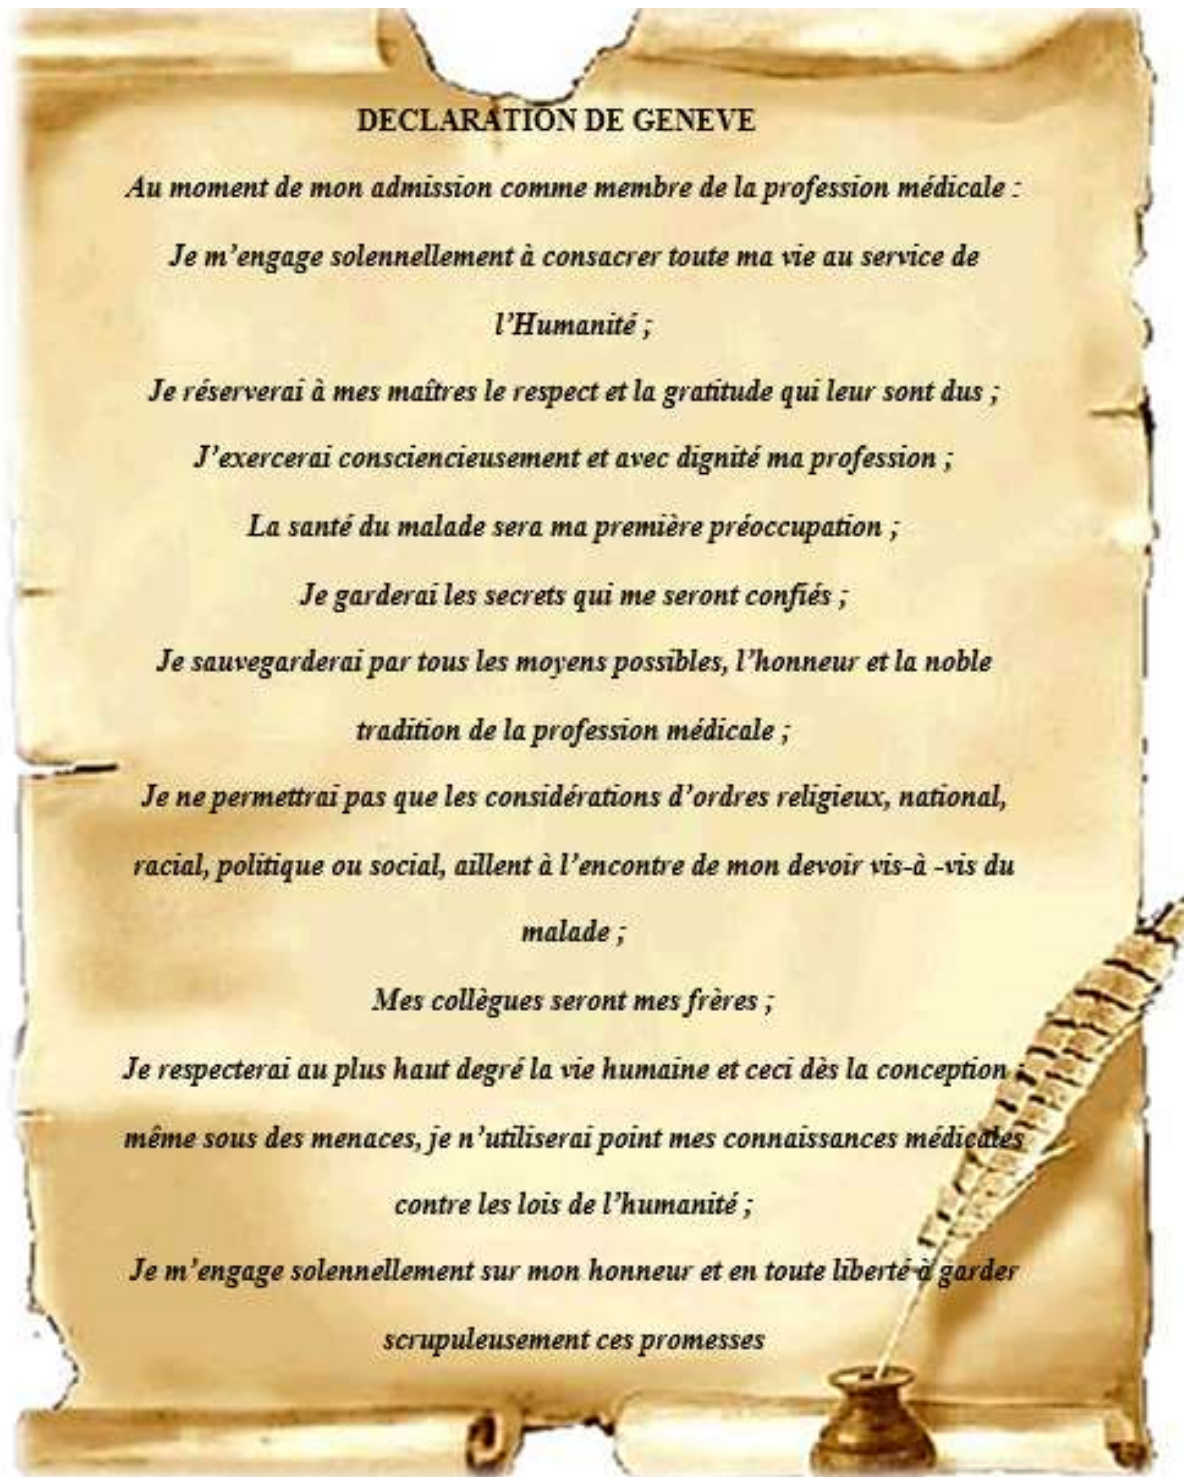 DECLARATION DE GENEVE
Au moment de mon admission comme membre de la profession médicale :
Je m’engage solennellement à consacrer toute ma vie au service de
l’Humanité ;
Je réserverai à mes maîtres le respect et la gratitude qui leur sont dus ;
J’exercerai consciencieusement et avec dignité ma profession ;
La santé du malade sera ma première préoccupation ;
Je garderai les secrets qui me seront confiés ;
Je sauvegarderai par tous les moyens possibles, l’honneur et la noble
tradition de la profession médicale ;
Je ne permettrai pas que les considérations d’ordres religieux, national,
racial, politique ou social, aillent à l’encontre de mon devoir vis-à -vis du
malade ;
Mes collègues seront mes frères ;
Je respecterai au plus haut degré la vie humaine et ceci dès la conception ;
même sous des menaces, je n’utiliserai point mes connaissances médicales
contre les lois de l’humanité ;
Je m’engage solennellement sur mon honneur et en toute liberté à garder
scrupuleusement ces promesses